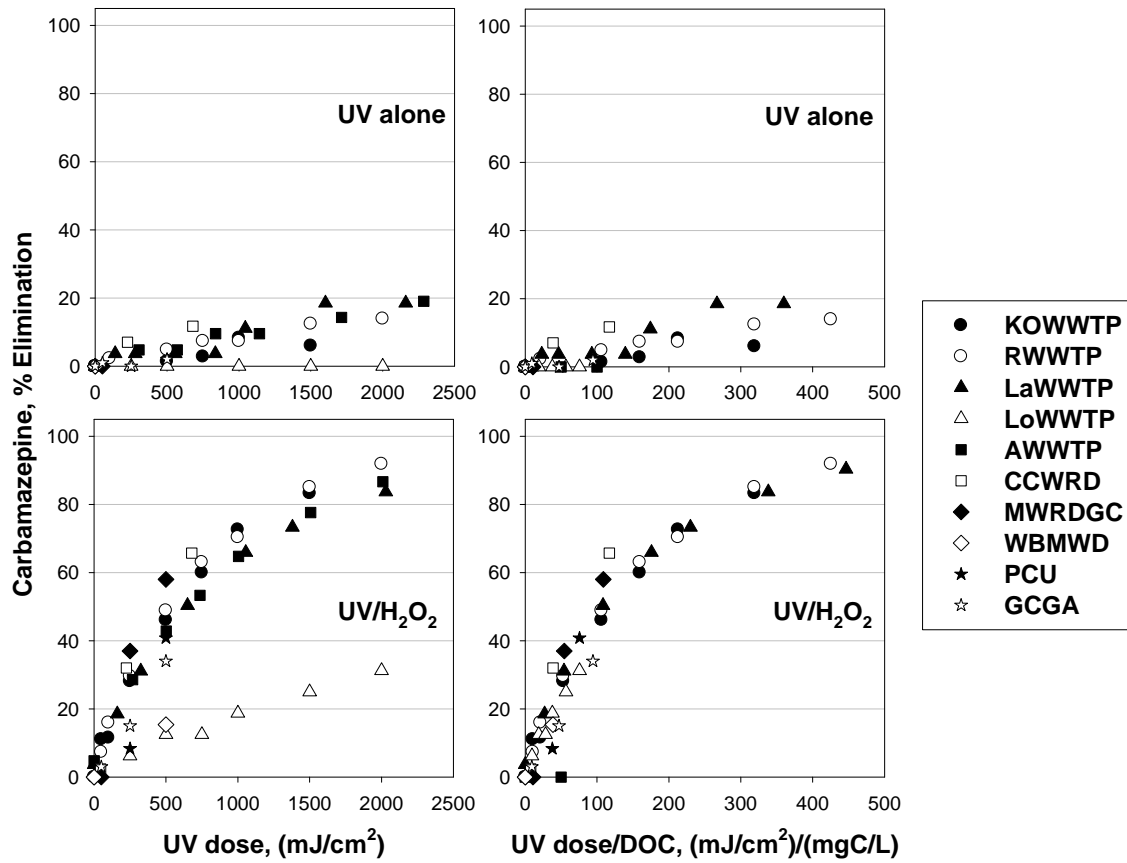 Carbamazepine, % Elimination
100
80
60
40
20
0
UV alone
0 500 1000 1500 2000 2500
100
80
60
40
20
0
UV alone
0 100 200 300 400 500
100
80
60
40
20
0
UV/H₂O₂
0 500 1000 1500 2000 2500
UV dose, (mJ/cm²)
100
80
60
40
20
0
UV/H₂O₂
0 100 200 300 400 500
UV dose/DOC, (mJ/cm²)/(mgC/L)
KOWWTP
RWWTP
LaWWTP
LoWWTP
AWWTP
CCWRD
MWRDGC
WBMWD
PCU
GCGA